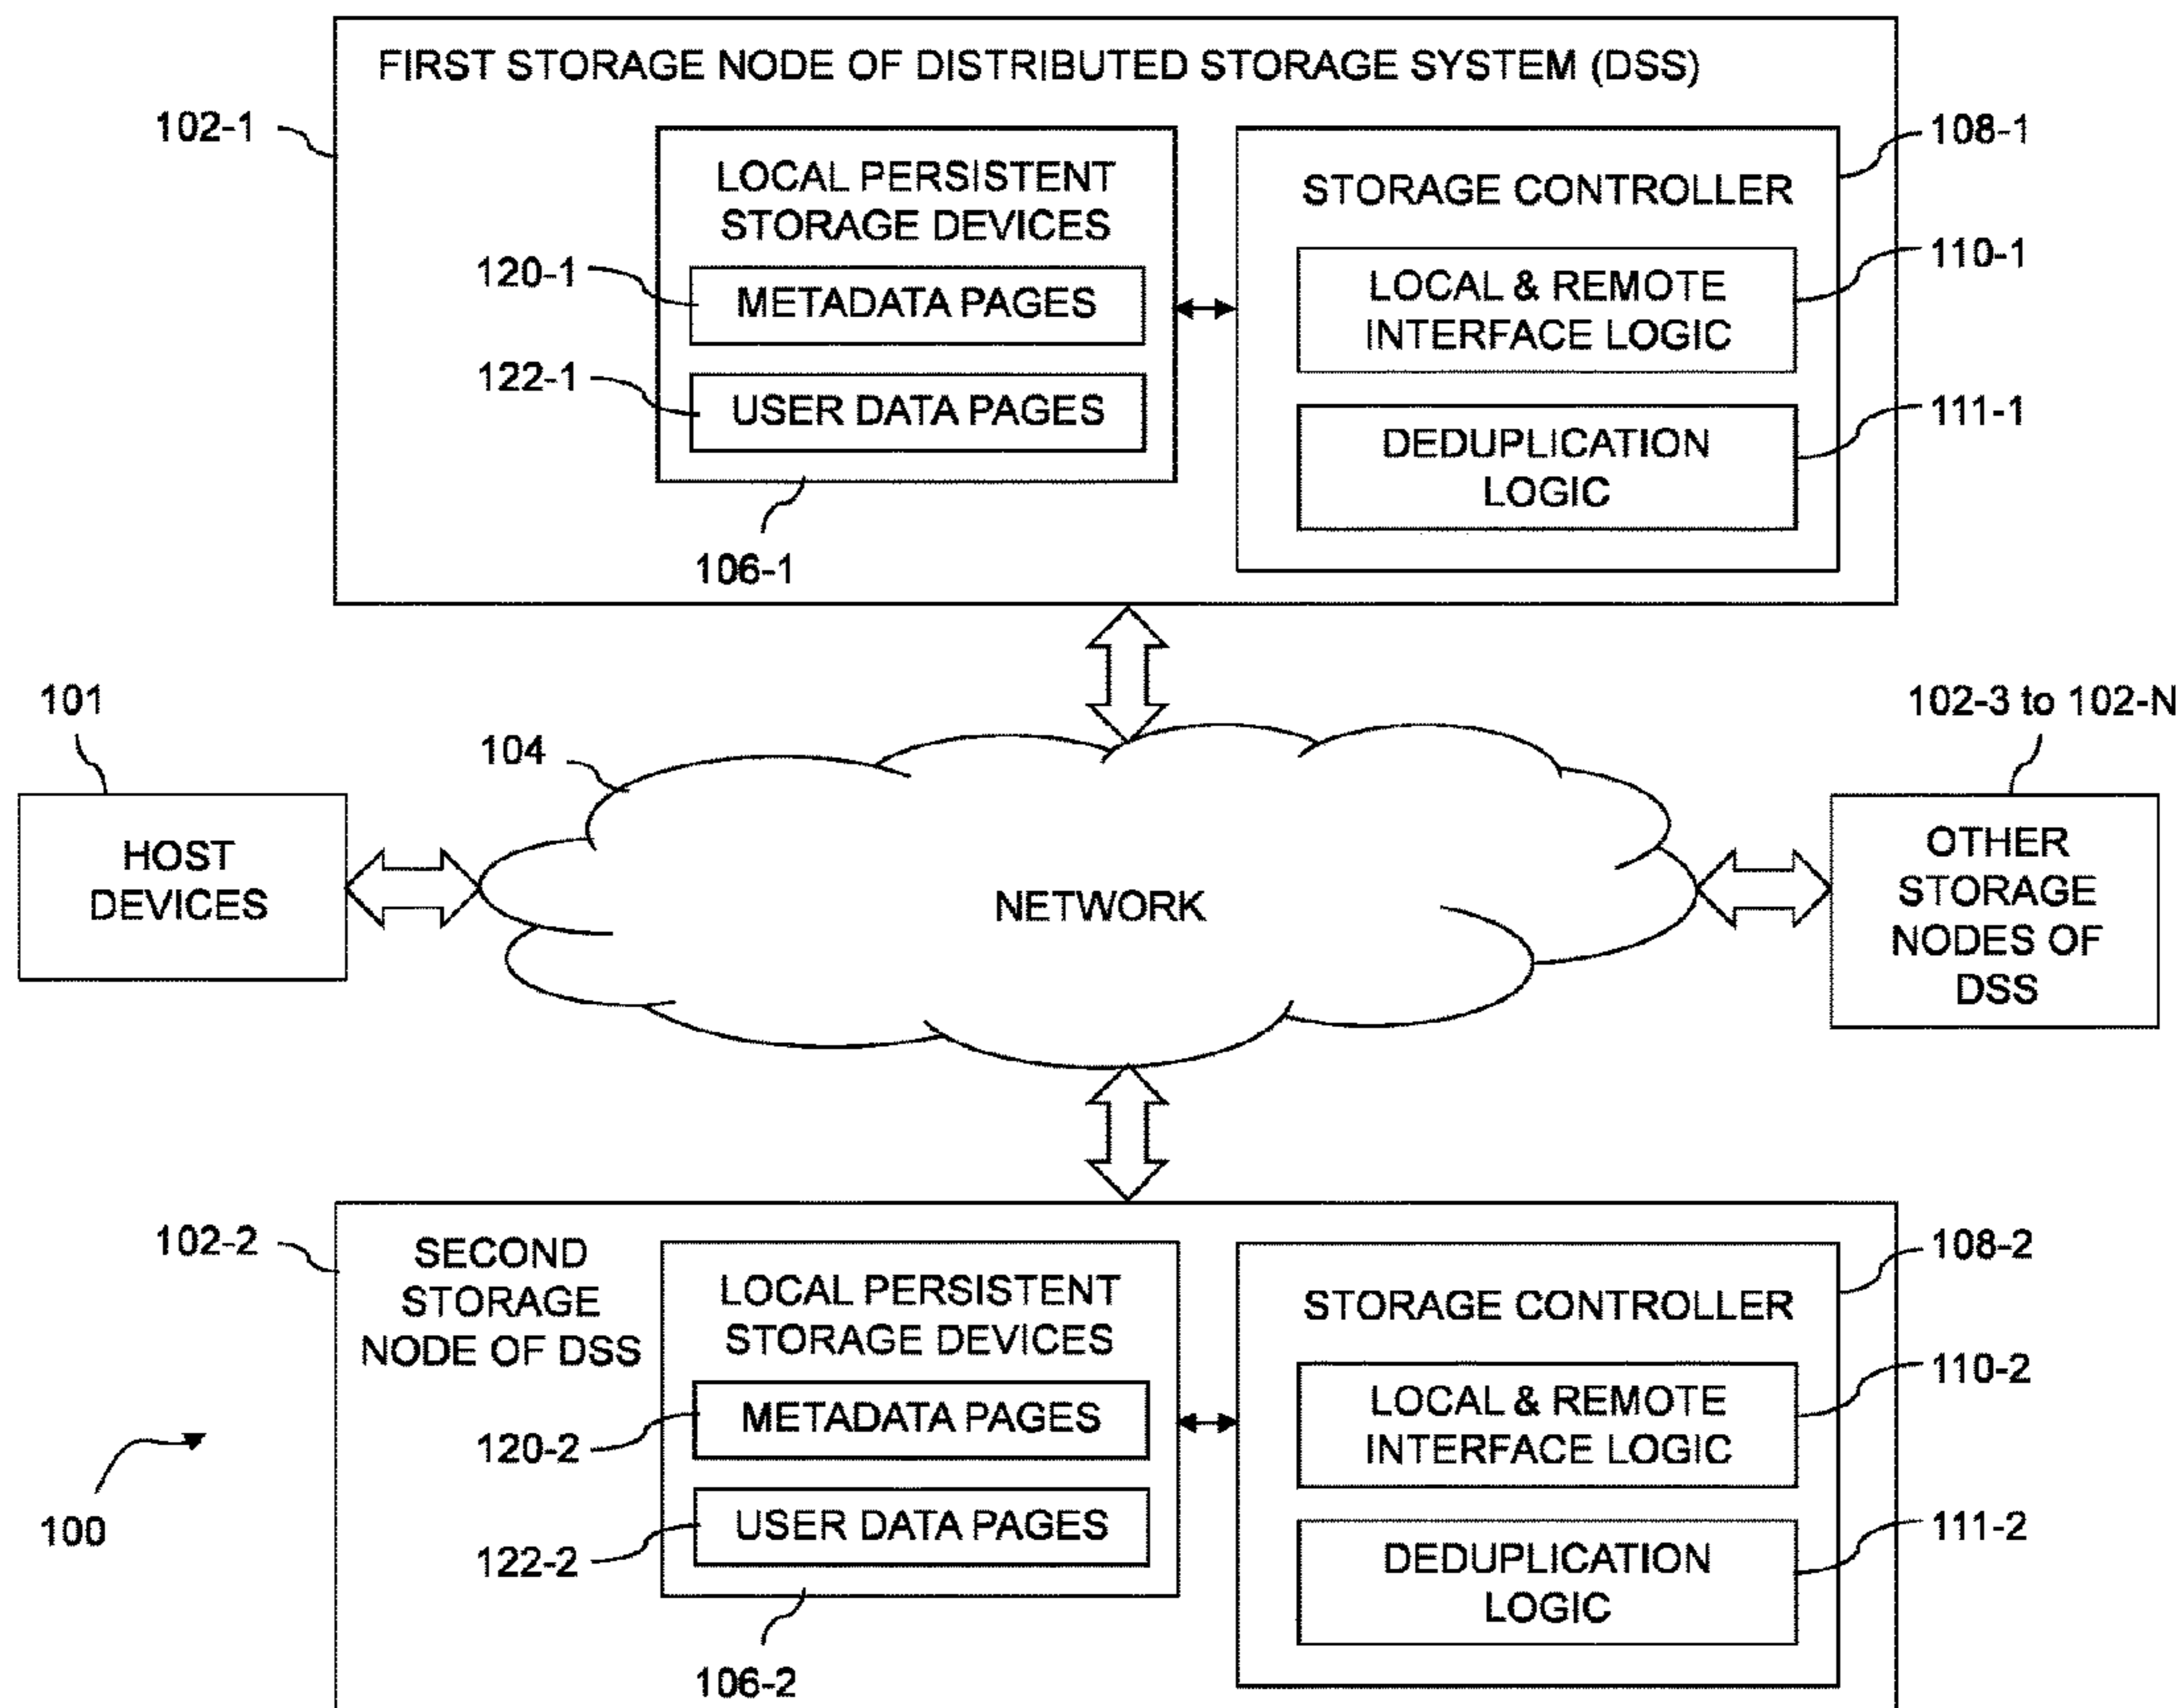 FIRST STORAGE NODE OF DISTRIBUTED STORAGE SYSTEM (DSS)
102-1
LOCAL PERSISTENT
STORAGE DEVICES
120-1
METADATA PAGES
122-1
USER DATA PAGES
106-1
108-1
STORAGE CONTROLLER
110-1
LOCAL & REMOTE
INTERFACE LOGIC
111-1
DEDUPLICATION
LOGIC
101
HOST
DEVICES
104
NETWORK
102-3 to 102-N
OTHER
STORAGE
NODES OF
DSS
102-2
SECOND
STORAGE
NODE OF DSS
LOCAL PERSISTENT
STORAGE DEVICES
METADATA PAGES
120-2
USER DATA PAGES
122-2
106-2
108-2
STORAGE CONTROLLER
110-2
LOCAL & REMOTE
INTERFACE LOGIC
111-2
DEDUPLICATION
LOGIC
100